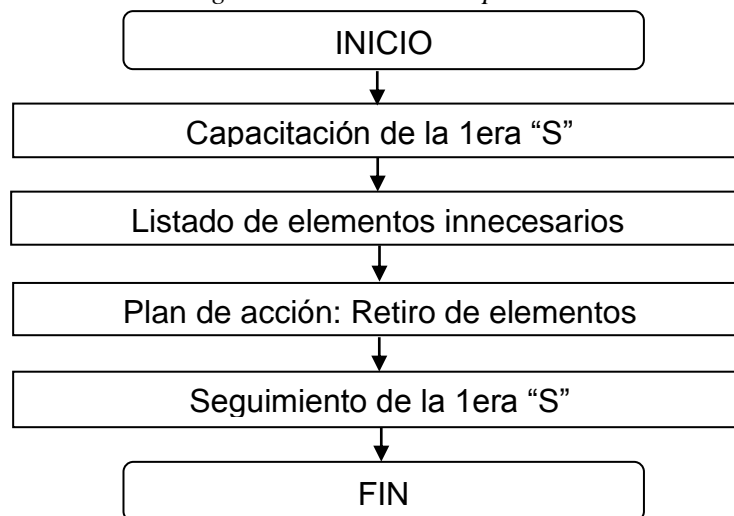 INICIO
Capacitación de la 1era “S”
Listado de elementos innecesarios
Plan de acción: Retiro de elementos
Seguimiento de la 1era “S”
FIN